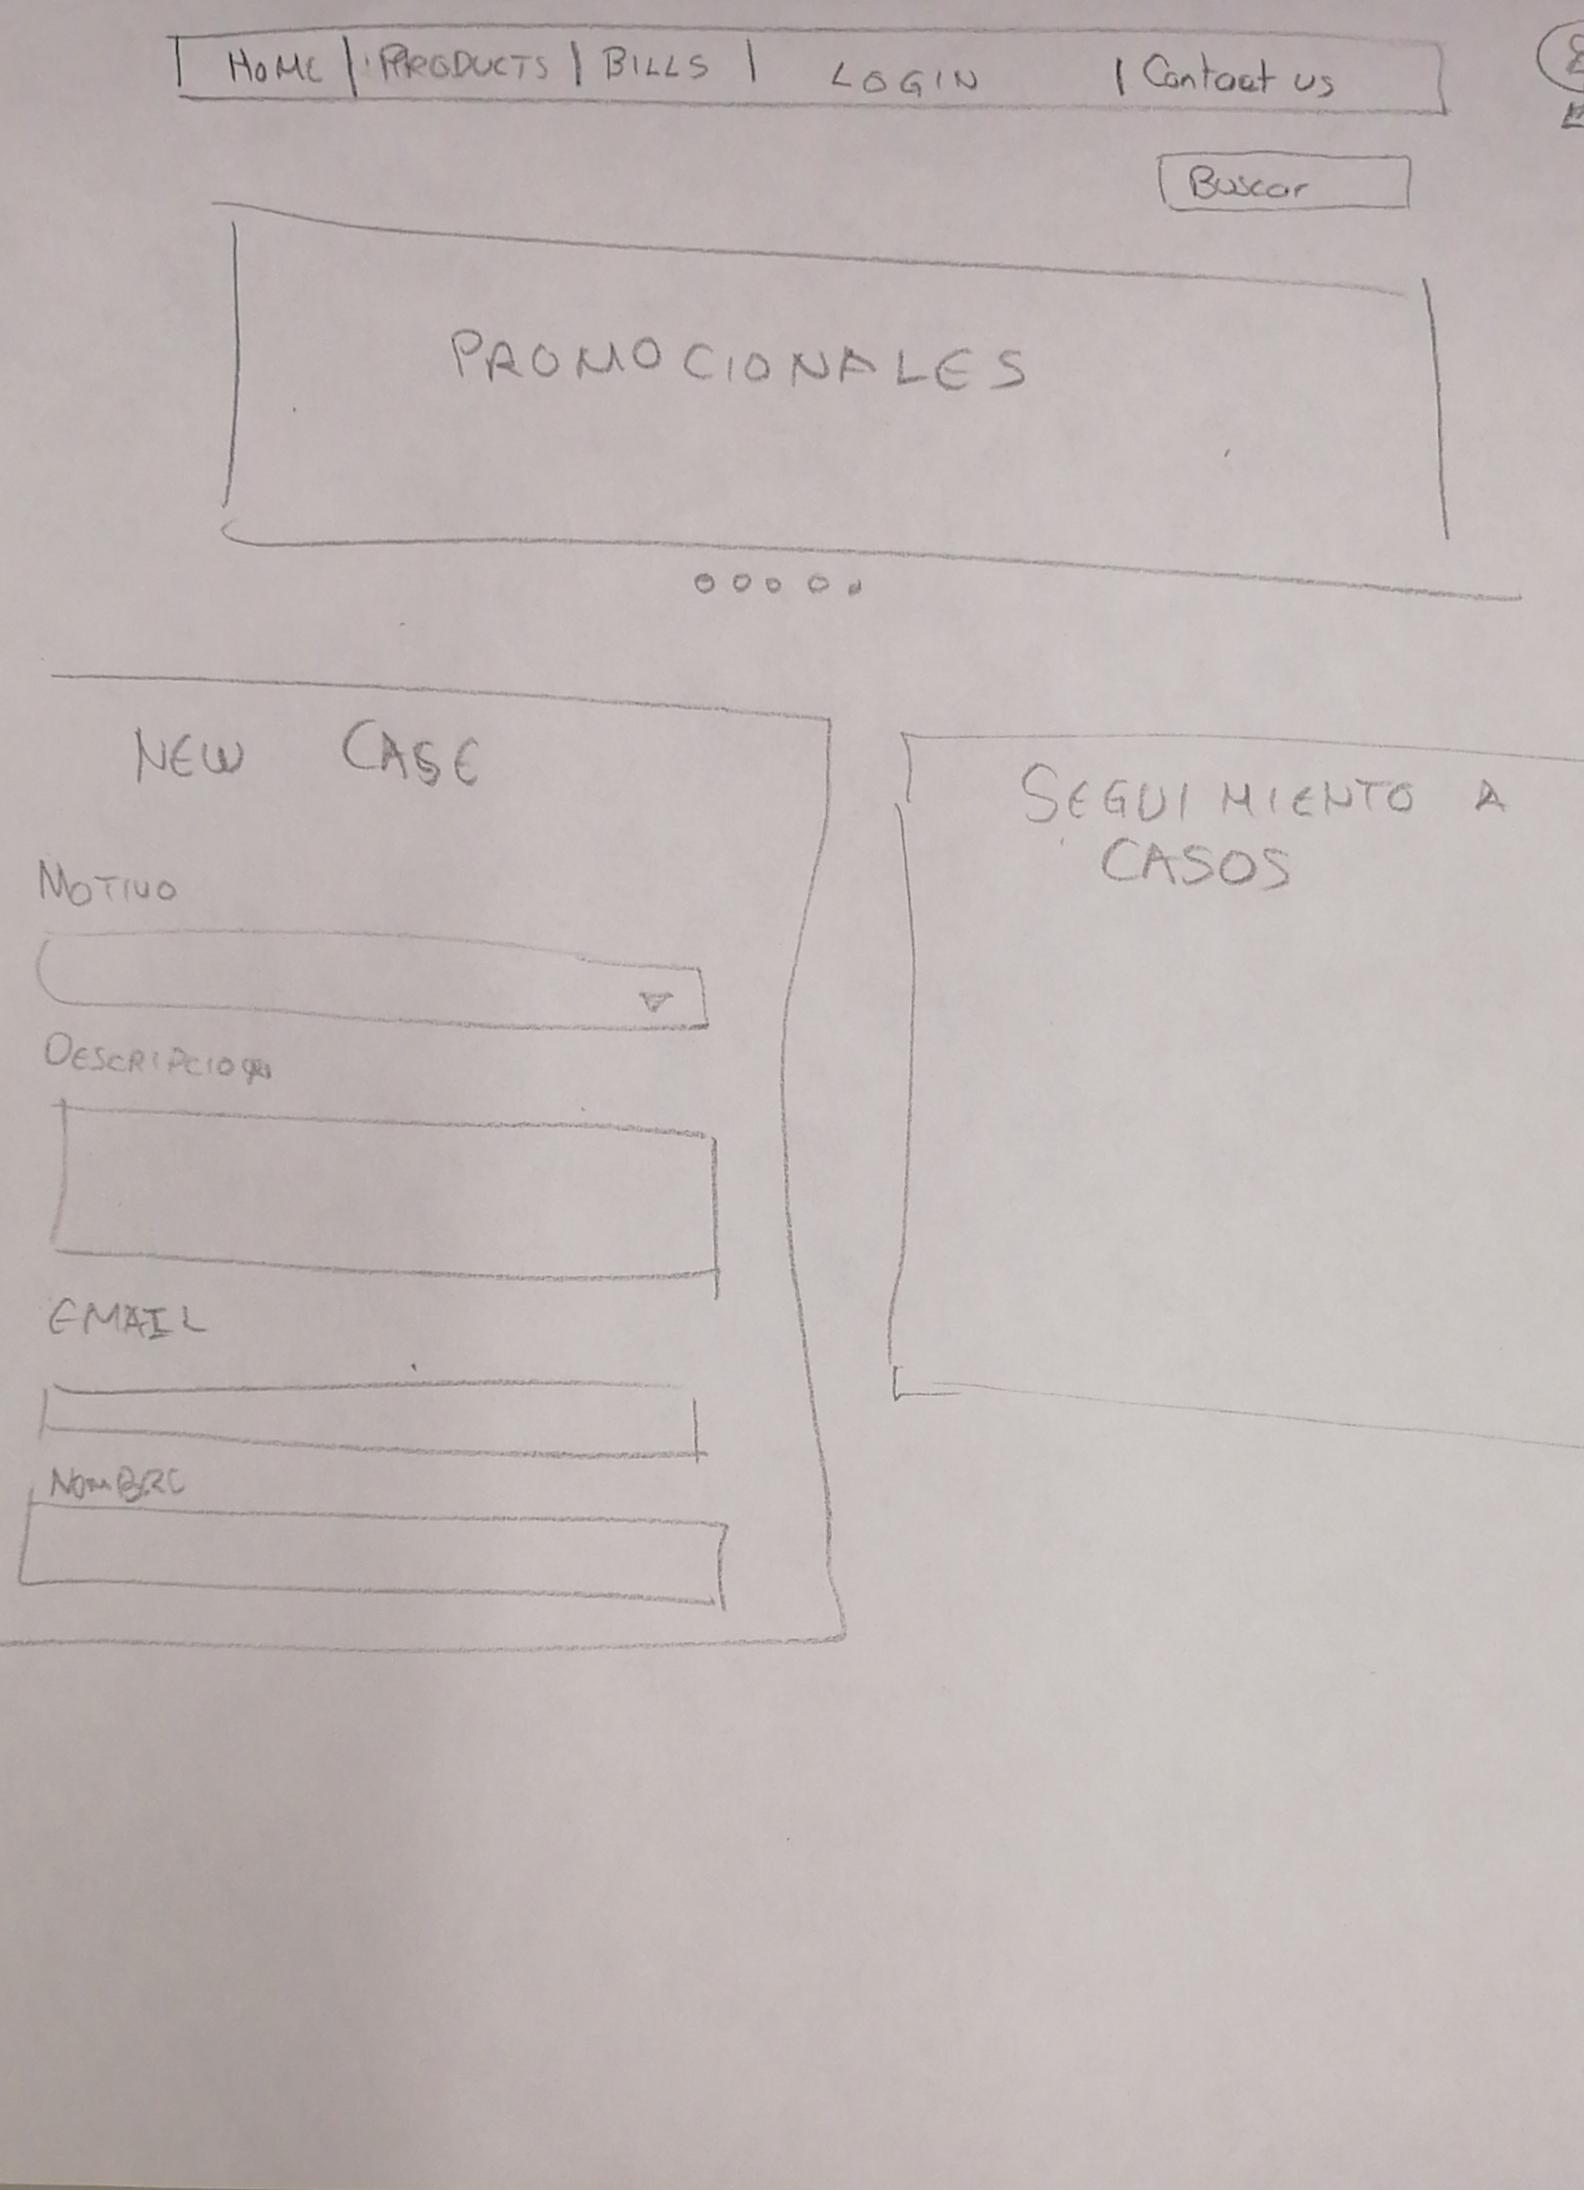 HOME | PRODUCTS | BILLS | LOGIN | Contact us
Buscar
PROMOCIONALES
NEW CASE
MOTIVO
DESCRIPCION
EMAIL
NOMBRE
SEGUIMIENTO A
CASOS